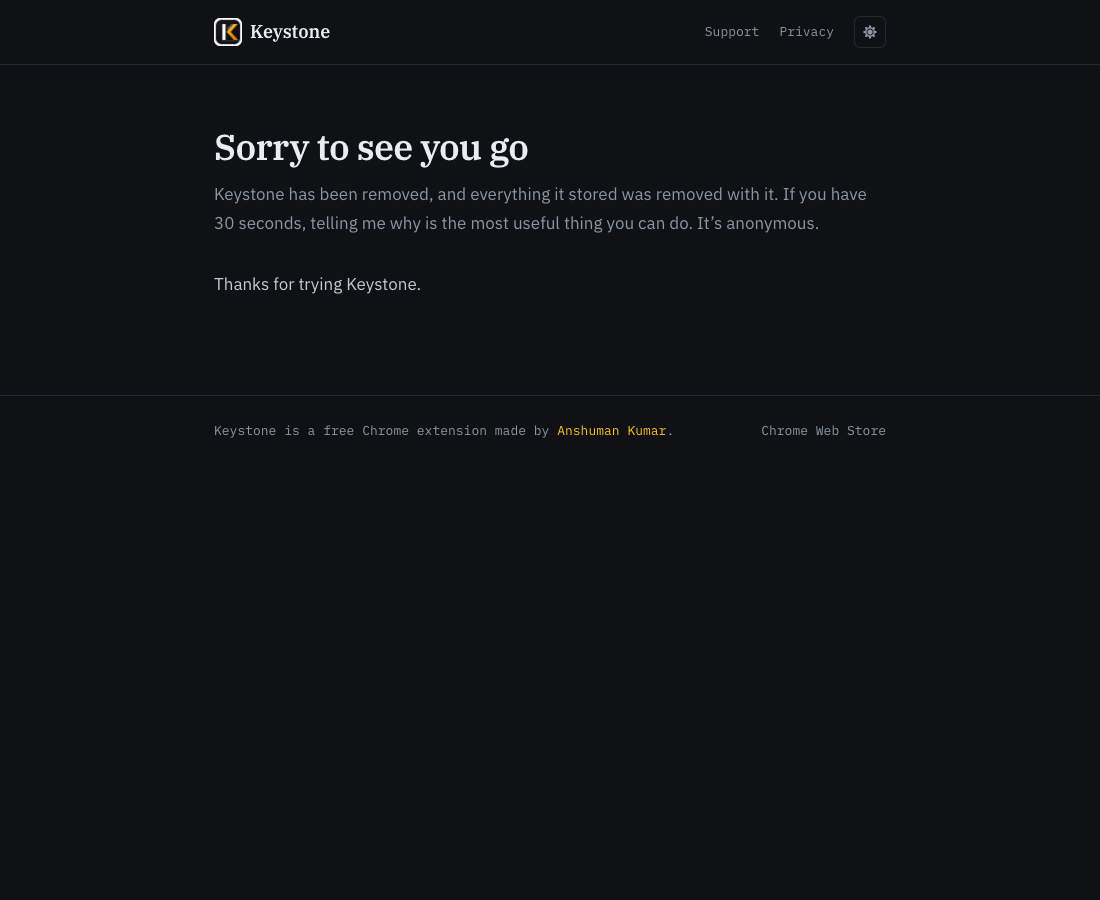 Keystone
Support
Privacy
Sorry to see you go
Keystone has been removed, and everything it stored was removed with it. If you have
30 seconds, telling me why is the most useful thing you can do. It’s anonymous.
Thanks for trying Keystone.
Keystone is a free Chrome extension made by Anshuman Kumar.
Chrome Web Store